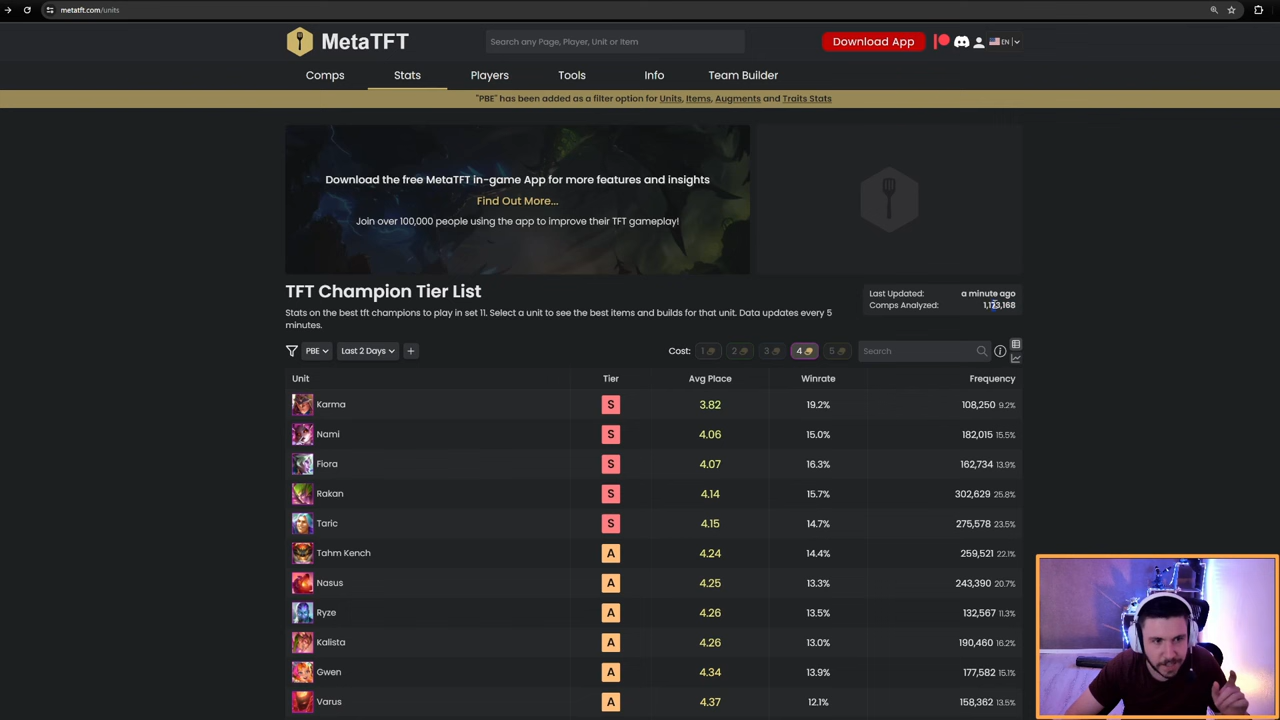 metatft.com/units
MetaTFT
Search any Page, Player, Unit or Item
Download App
EN
Comps Stats Players Tools Info Team Builder
"PBE" has been added as a filter option for Units, Items, Augments and Traits Stats
Download the free MetaTFT in-game App for more features and insights
Find Out More...
Join over 100,000 people using the app to improve their TFT gameplay!
TFT Champion Tier List
Stats on the best tft champions to play in set 11. Select a unit to see the best items and builds for that unit. Data updates every 5
minutes.
Last Updated: a minute ago
Comps Analyzed: 1,173,168
PBE Last 2 Days + Cost: 1 2 3 4 5 Search
Unit Tier Avg Place Winrate Frequency
Karma S 3.82 19.2% 108,250 9.2%
Nami S 4.06 15.0% 182,015 15.5%
Fiora S 4.07 16.3% 162,734 13.9%
Rakan S 4.14 15.7% 302,629 25.8%
Taric S 4.15 14.7% 275,578 23.5%
Tahm Kench A 4.24 14.4% 259,521 22.1%
Nasus A 4.25 13.3% 243,390 20.7%
Ryze A 4.26 13.5% 132,567 11.3%
Kalista A 4.26 13.0% 190,460 16.2%
Gwen A 4.34 13.9% 177,582 15.1%
Varus A 4.37 12.1% 158,362 13.5%